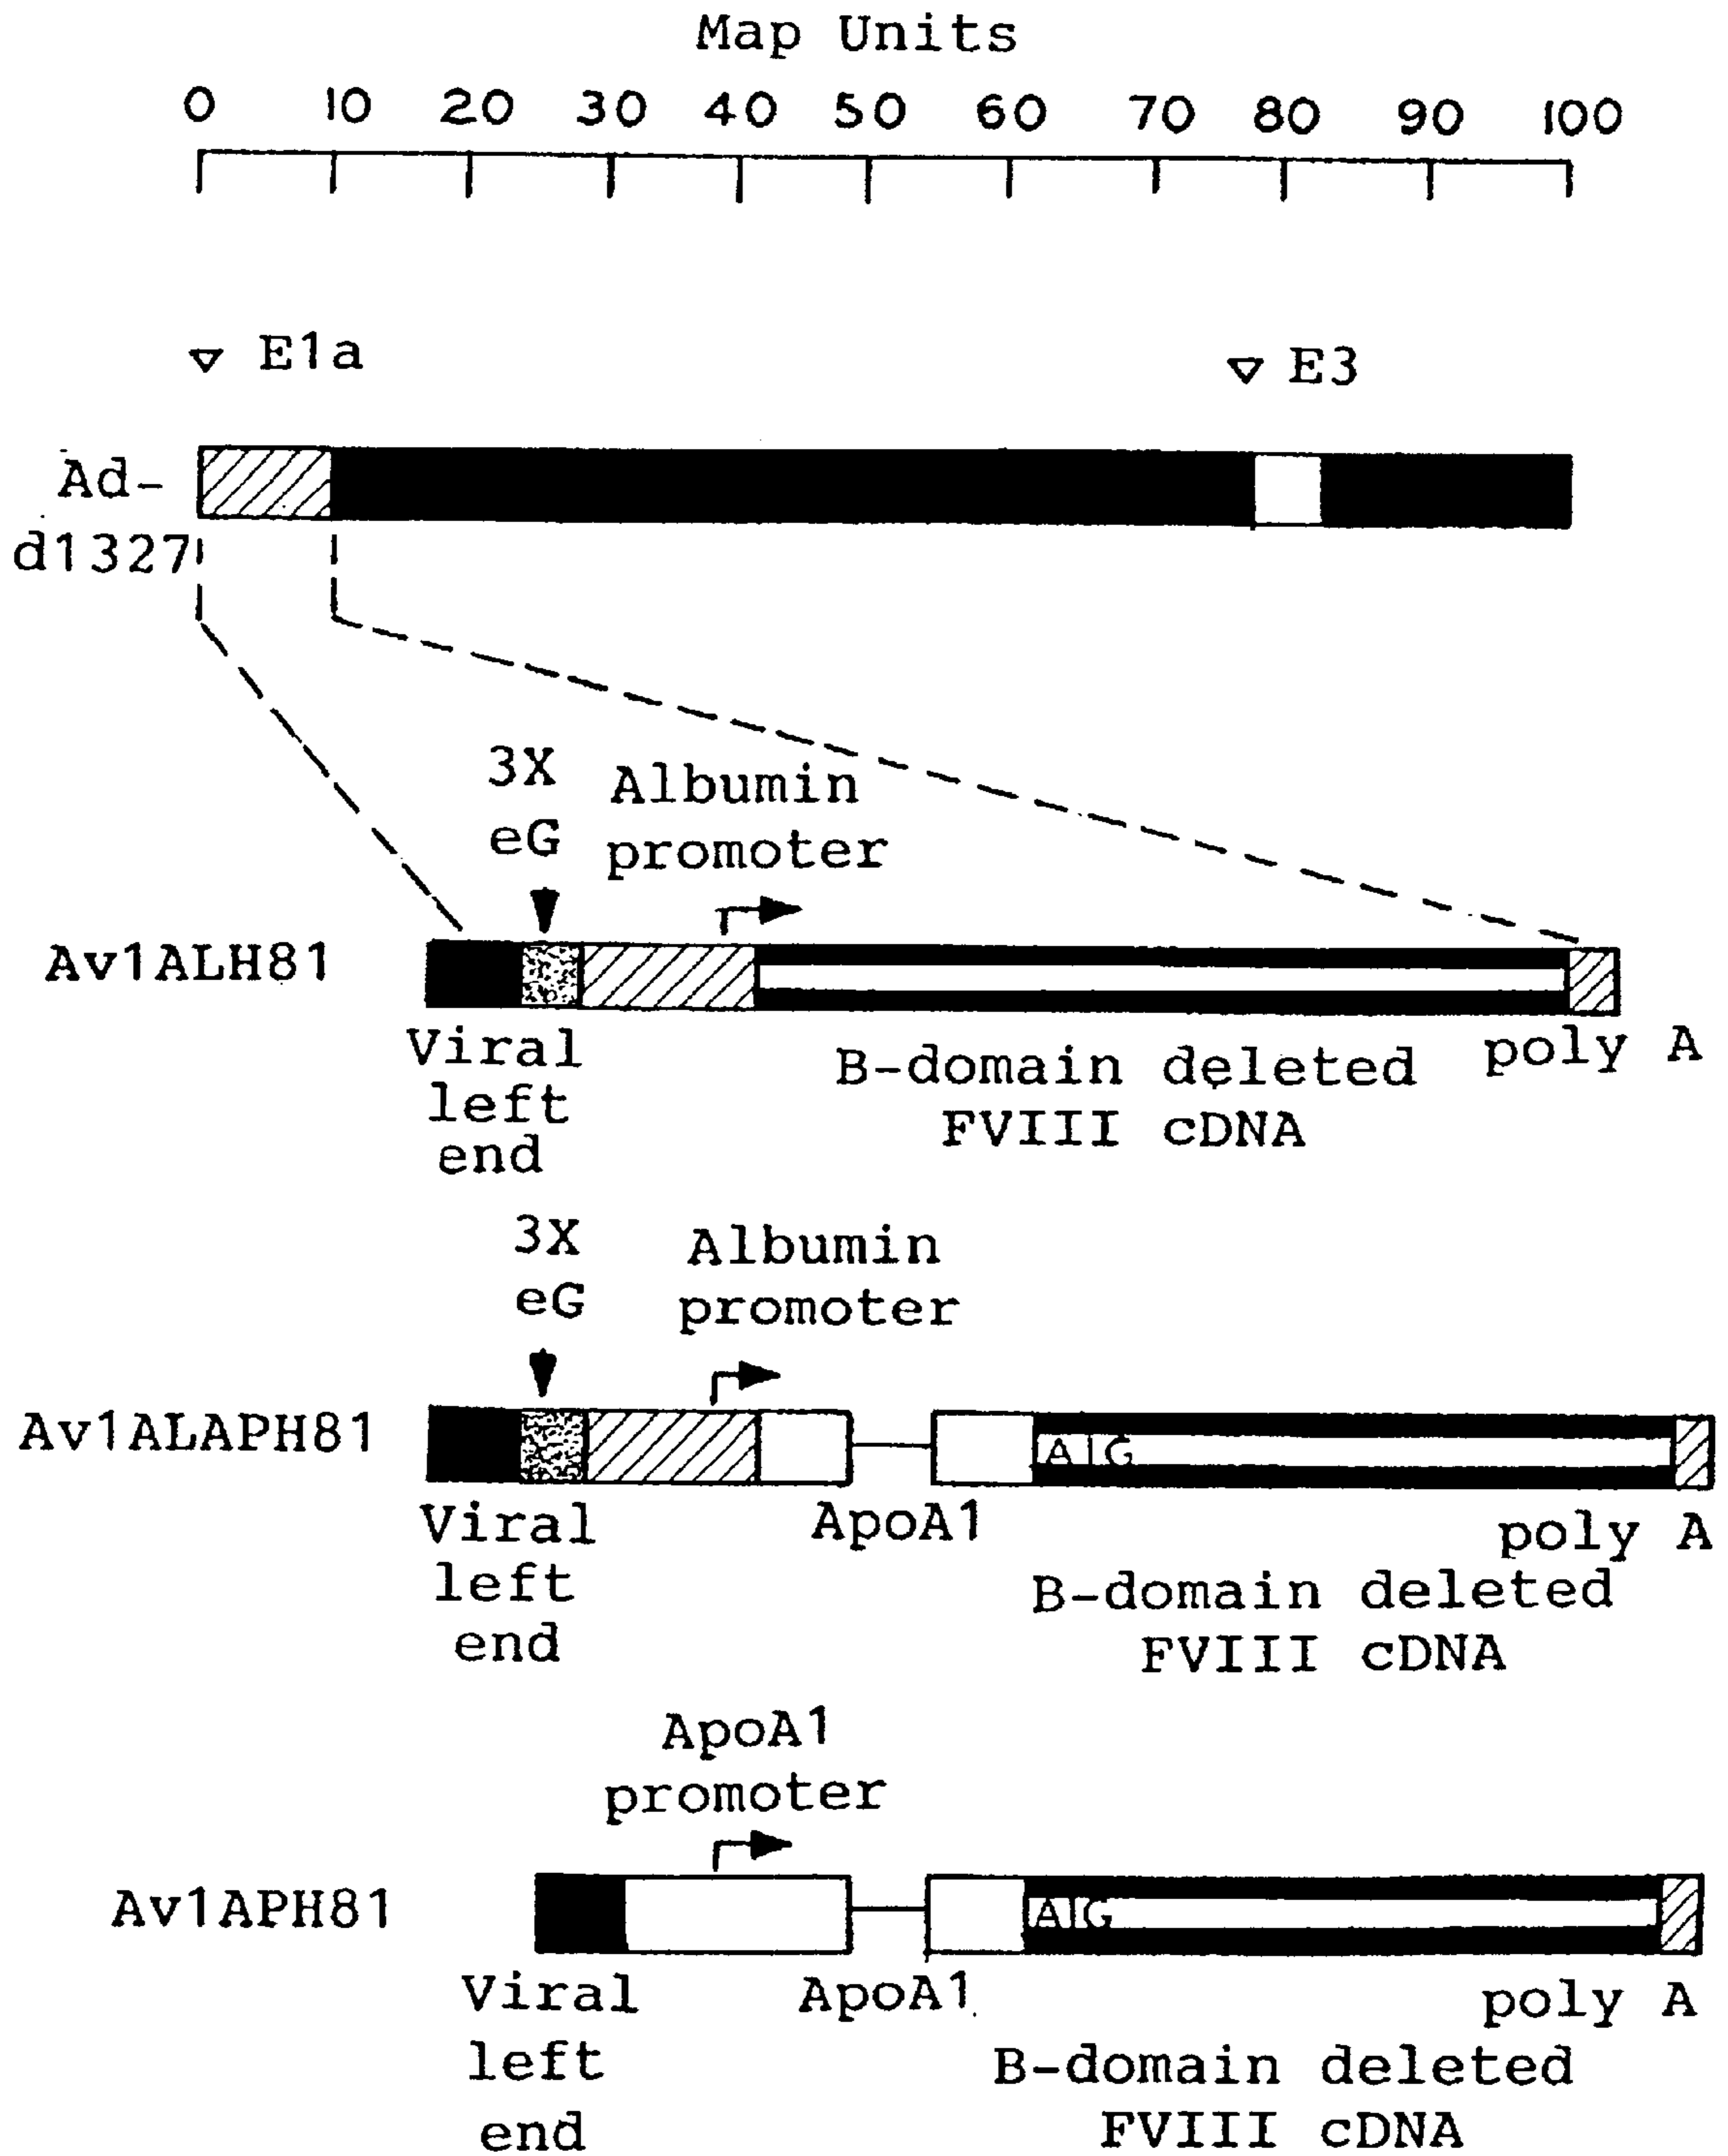 Map Units
0 10 20 30 40 50 60 70 80 90 100
E1a
E3
Ad-
d1327
3X
eG
Albumin
promoter
Av1ALH81
Viral
left
end
B-domain deleted
FVIII cDNA
poly A
3X
eG
Albumin
promoter
Av1ALAPH81
ATG
Viral
left
end
ApoA1
poly A
B-domain deleted
FVIII cDNA
ApoA1
promoter
Av1APH81
ATG
Viral
left
end
ApoA1
poly A
B-domain deleted
FVIII cDNA